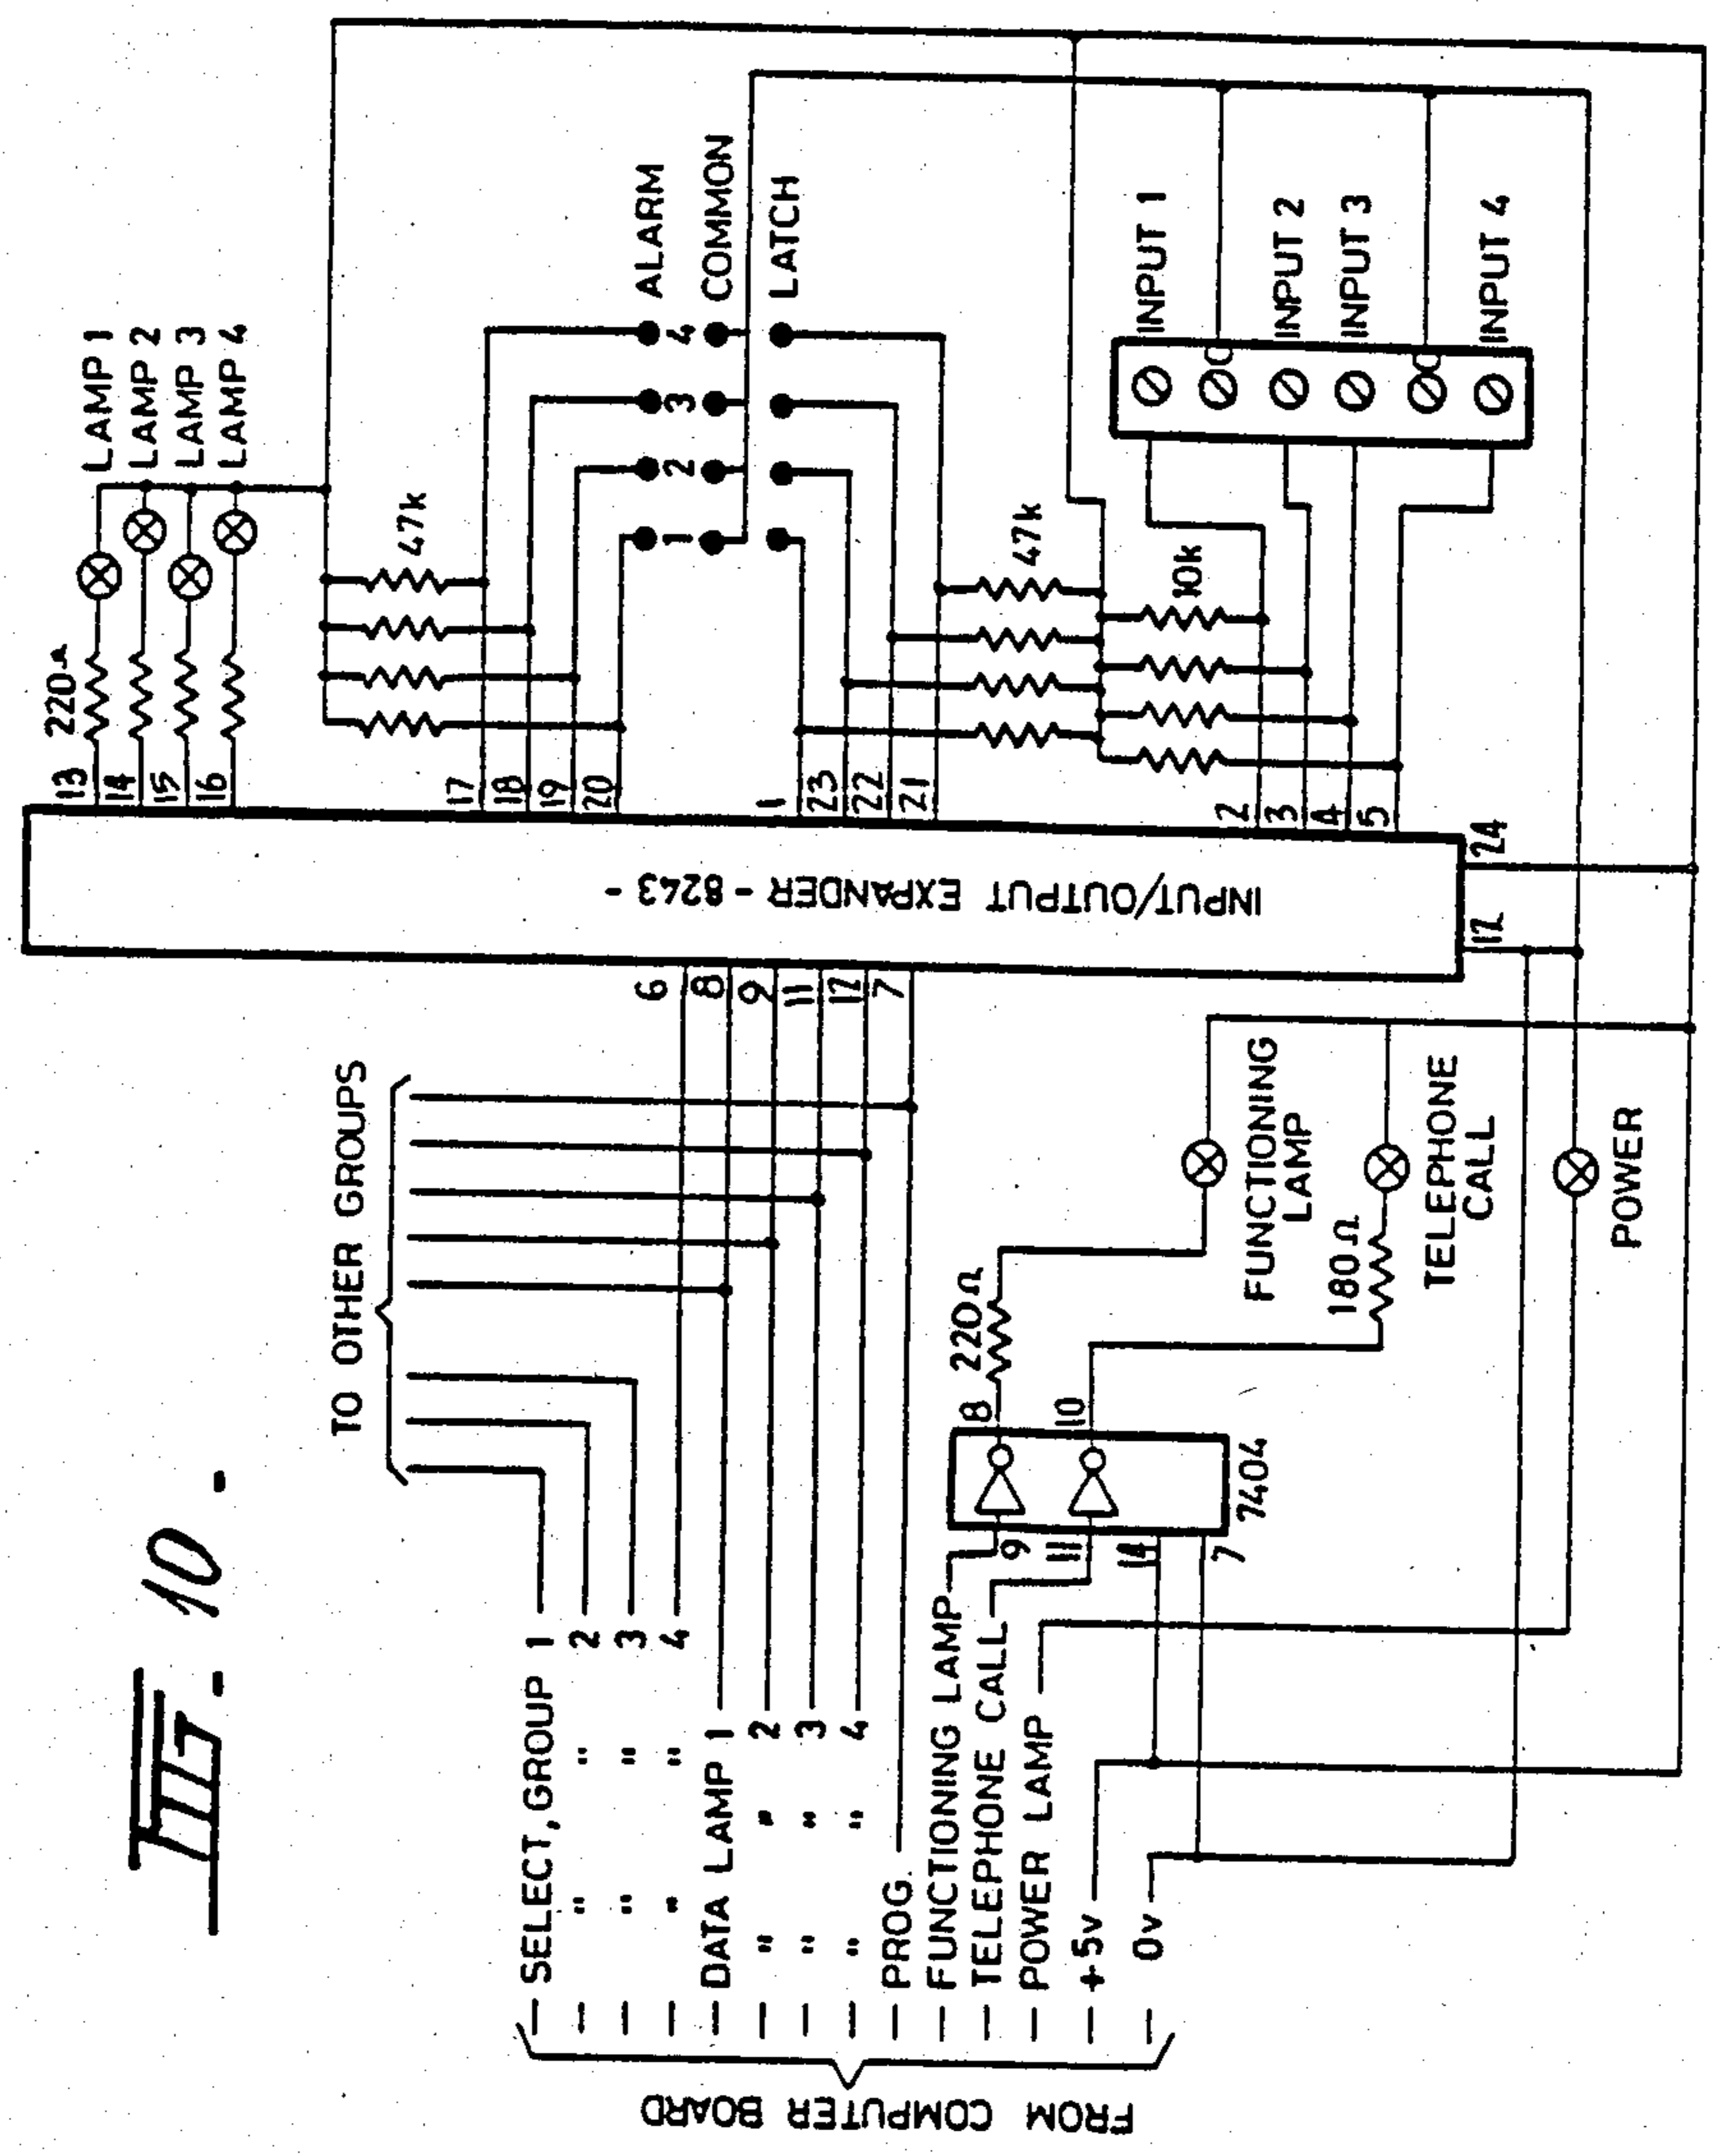 FIG. 10.
FROM COMPUTER BOARD
SELECT, GROUP 1
" " 2
" " 3
" " 4
DATA LAMP 1
" " 2
" " 3
" " 4
PROG.
FUNCTIONING LAMP
TELEPHONE CALL
POWER LAMP
+5v
0v
TO OTHER GROUPS
6
8
9
11
12
7
9
11
14
7
8
10
7404
220Ω
180Ω
FUNCTIONING
LAMP
TELEPHONE
CALL
POWER
INPUT/OUTPUT EXPANDER - 8243 -
12
24
13
14
15
16
17
18
19
20
1
23
22
21
2
3
4
5
220Ω
LAMP 1
LAMP 2
LAMP 3
LAMP 4
47k
1 2 3 4
ALARM
COMMON
LATCH
47k
10k
INPUT 1
INPUT 2
INPUT 3
INPUT 4